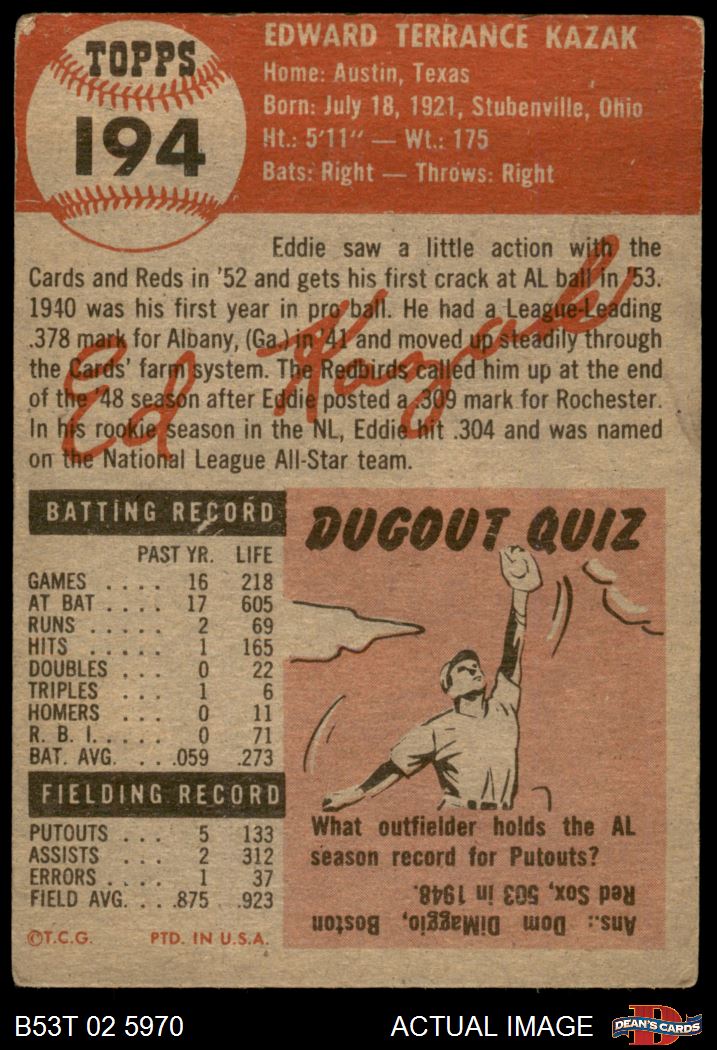 TOPPS
194
EDWARD TERRANCE KAZAK
Home: Austin, Texas
Born: July 18, 1921, Stubenville, Ohio
Ht.: 5'11" — Wt.: 175
Bats: Right — Throws: Right
Eddie saw a little action with the
Cards and Reds in '52 and gets his first crack at AL ball in '53.
1940 was his first year in pro ball. He had a League-Leading
.378 mark for Albany, (Ga.) in '41 and moved up steadily through
the Cards' farm system. The Redbirds called him up at the end
of the '48 season after Eddie posted a .309 mark for Rochester.
In his rookie season in the NL, Eddie hit .304 and was named
on the National League All-Star team.
Ed Kazak
BATTING RECORD
PAST YR. LIFE
GAMES .... 16 218
AT BAT .... 17 605
RUNS ..... 2 69
HITS ..... 1 165
DOUBLES ... 0 22
TRIPLES ... 1 6
HOMERS ... 0 11
R. B. I. .... 0 71
BAT. AVG. ... .059 .273
FIELDING RECORD
PUTOUTS ... 5 133
ASSISTS ... 2 312
ERRORS .... 1 37
FIELD AVG. ... .875 .923
©T.C.G. PTD. IN U.S.A.
DUGOUT QUIZ
What outfielder holds the AL
season record for Putouts?
Ans.: Dom DiMaggio, Boston
Red Sox, 503 in 1948.
B53T 02 5970 ACTUAL IMAGE DEAN'S CARDS